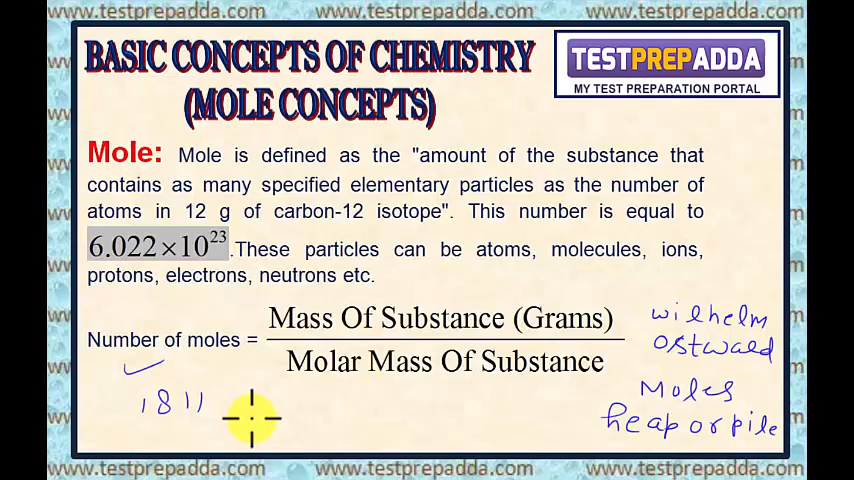 www.testprepadda.com www.testprepadda.com www.testprepadda.com
BASIC CONCEPTS OF CHEMISTRY
(MOLE CONCEPTS)
TESTPREPADDA
MY TEST PREPARATION PORTAL
Mole: Mole is defined as the "amount of the substance that
contains as many specified elementary particles as the number of
atoms in 12 g of carbon-12 isotope". This number is equal to
6.022×10²³.These particles can be atoms, molecules, ions,
protons, electrons, neutrons etc.
Number of moles = Mass Of Substance (Grams)
Molar Mass Of Substance
wilhelm
ostwald
1811
Moles
heap or pile
www.testprepadda.com www.testprepadda.com www.testprepadda.com